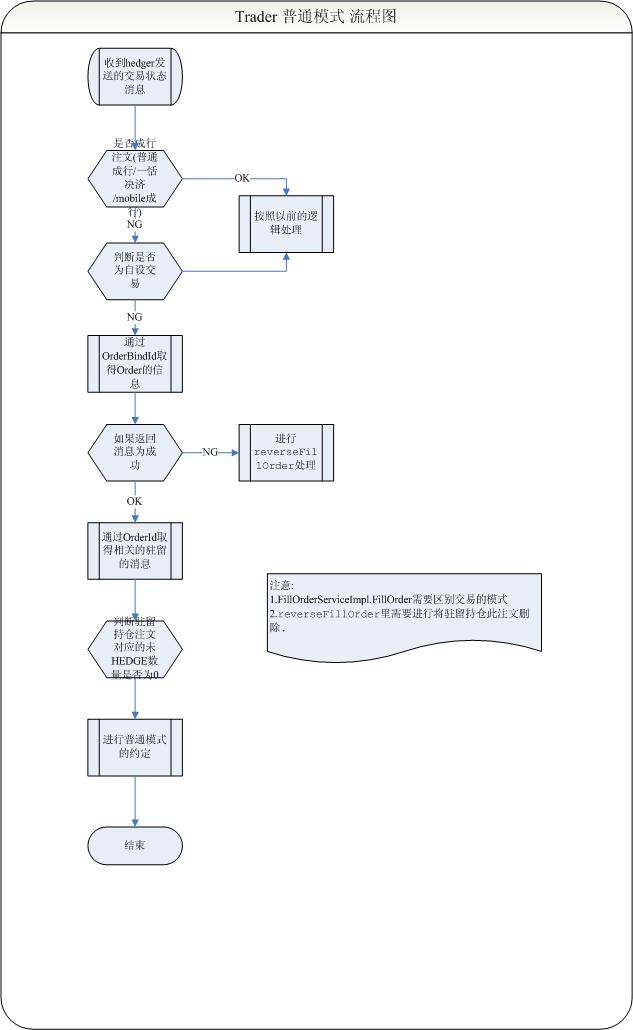 Trader 普通模式 流程图
收到hedger发
送的交易状态
消息
是否成行
注文(普通
成行/一恬
决济
/mobile成
行)
OK
NG
按照以前的逻
辑处理
判断是否
为自设交
易
NG
通过
OrderBindId取
得Order的信
息
如果返回
消息为成
功
NG
进行
reverseFil
lOrder处理
OK
通过OrderId取
得相关的驻留
的消息
注意:
1.FillOrderServiceImpl.FillOrder需要区别交易的模式
2.reverseFillOrder里需要进行将驻留持仓此注文删
除.
判断驻留
持仓注文
对应的未
HEDGE数
量是否为0
进行普通模式
的约定
结束